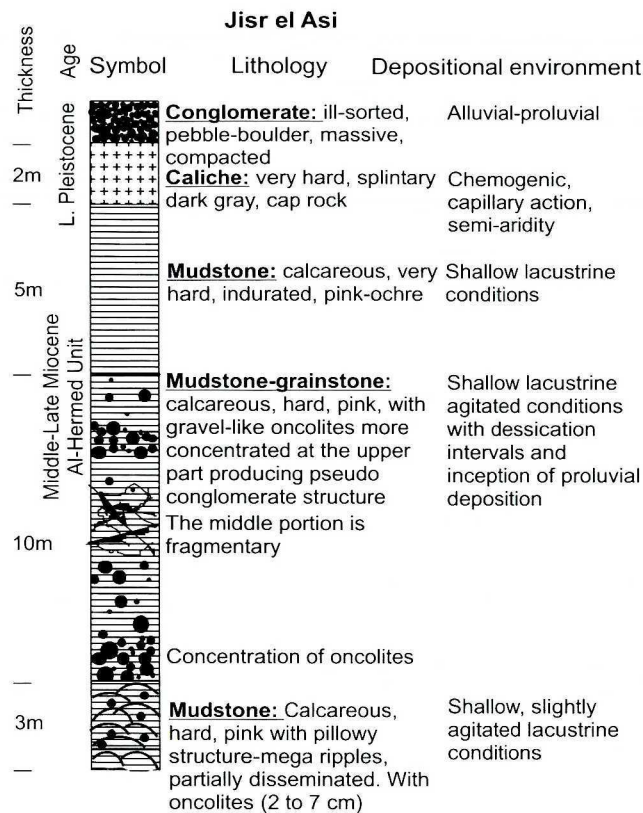 Jisr el Asi
Thickness
Age
Symbol
Lithology
Depositional environment
L. Pleistocene
Middle-Late Miocene
Al-Hermed Unit
Conglomerate: ill-sorted,
pebble-boulder, massive,
compacted
Alluvial-proluvial
2m
Caliche: very hard, splintary
dark gray, cap rock
Chemogenic,
capillary action,
semi-aridity
5m
Mudstone: calcareous, very
hard, indurated, pink-ochre
Shallow lacustrine
conditions
10m
Mudstone-grainstone:
calcareous, hard, pink, with
gravel-like oncolites more
concentrated at the upper
part producing pseudo
conglomerate structure
The middle portion is
fragmentary
Shallow lacustrine
agitated conditions
with dessication
intervals and
inception of proluvial
deposition
Concentration of oncolites
3m
Mudstone: Calcareous,
hard, pink with pillowy
structure-mega ripples,
partially disseminated. With
oncolites (2 to 7 cm)
Shallow, slightly
agitated lacustrine
conditions